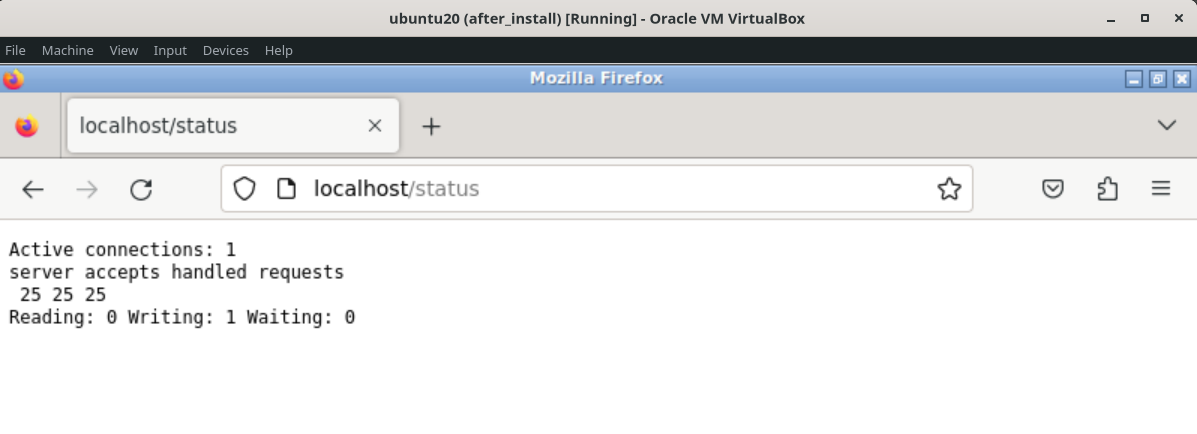 ubuntu20 (after_install) [Running] - Oracle VM VirtualBox
File Machine View Input Devices Help
Mozilla Firefox
localhost/status
localhost/status
Active connections: 1
server accepts handled requests
 25 25 25
Reading: 0 Writing: 1 Waiting: 0